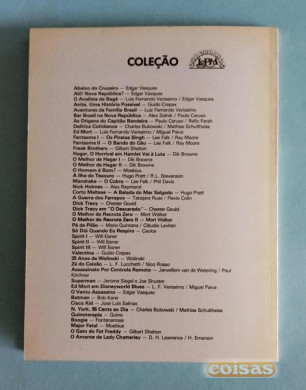 COLEÇÃO L&PM
Abaixo do Cruzeiro — Edgar Vasques
Ali! Nova República? — Edgar Vasques
O Analista de Bagé — Luis Fernando Verissimo / Edgar Vasques
Anita, Uma História Possível — Guido Crepax
Aventuras da Família Brasil — Luis Fernando Verissimo
Bar Brasil na Nova República — Alex Solnik / Paulo Caruso
As Origens do Capitão Bandeira — Paulo Caruso / Rafic Farah
Delírios Cotidianos — Charles Bukowski / Mathias Schultheiss
Ed Mort — Luis Fernando Verissimo / Miguel Paiva
Fantasma I — Os Piratas Singh — Lee Falk / Ray Moore
Fantasma II — O Bando do Céu — Lee Falk / Ray Moore
Freak Brothers — Gilbert Shelton
Hagar, O Horrível em Hamlet Vai à Luta — Dik Browne
O Melhor de Hagar I — Dik Browne
O Melhor de Hagar II — Dik Browne
O Homem é Bom? — Moebius
A Ilha do Tesouro — Hugo Pratt / R.L. Stevenson
Mandrake — O Cobra — Lee Falk / Phil Davis
Nick Holmes — Alex Raymond
Corto Maltese — A Balada do Mar Salgado — Hugo Pratt
A Guerra dos Farrapos — Tabajara Ruas / Flavio Colin
Dick Tracy — Chester Gould
Dick Tracy em "O Descarado" — Chester Gould
O Melhor de Recruta Zero — Mort Walker
O Melhor do Recruta Zero II — Mort Walker
Pé de Pilão — Mario Quintana / Cláudio Levitan
Só Dói Quando Eu Respiro — Caulos
Spirit I — Will Eisner
Spirit II — Will Eisner
Spirit III — Will Eisner
Valentina — Guido Crepax
25 Anos de Wolinski — Wolinski
Zé do Caixão — L. F. Lucchetti / Nico Rosso
Assassinato Por Controle Remoto — Janwillem van de Wetering / Paul
Kirchner
Superman — Jerome Siegel e Joe Shuster
Ed Mort em Disneyworld Blues — L. F. Verissimo / Miguel Paiva
O Vento Assassino — Edgar Vasques
Batman — Bob Kane
Cisco Kid — José Luis Salinas
N. York, 95 Cents ao Dia — Charles Bukowski / Mathias Schultheiss
Quinoterapia — Quino
Boogie — Fontanarrosa
Major Fatal — Moebius
O Gato do Fat Freddy — Gilbert Shelton
O Amante de Lady Chatterley — D. H. Lawrence / H. Emerson
coisas